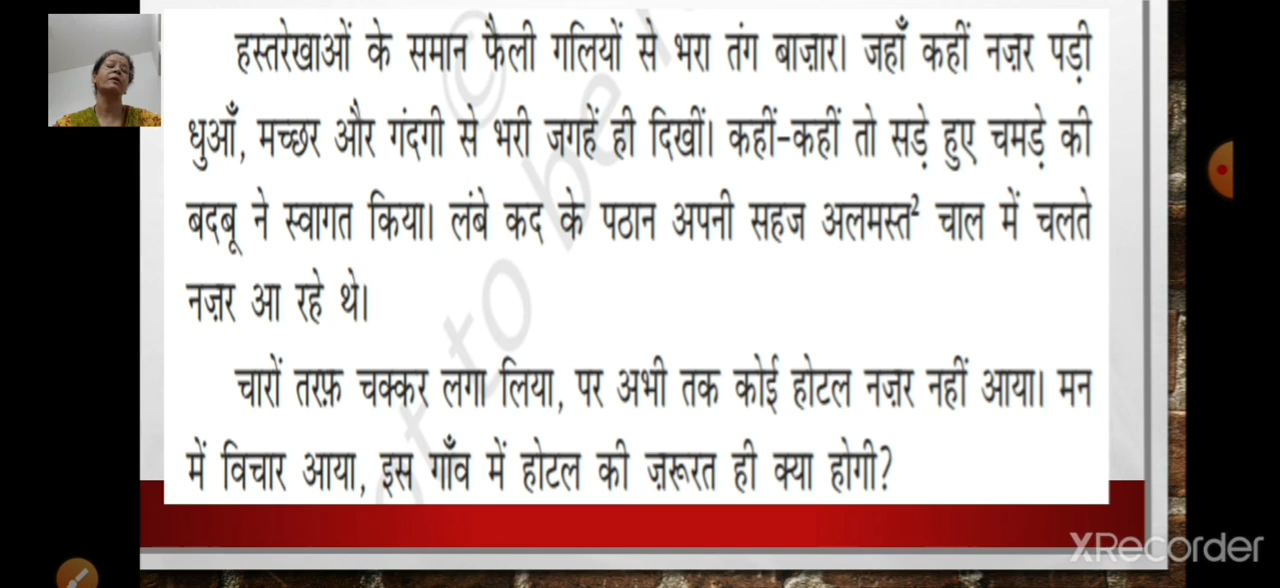 हस्तरेखाओं के समान फैली गलियों से भरा तंग बाज़ार। जहाँ कहीं नज़र पड़ी
धुआँ, मच्छर और गंदगी से भरी जगहें ही दिखीं। कहीं-कहीं तो सड़े हुए चमड़े की
बदबू ने स्वागत किया। लंबे कद के पठान अपनी सहज अलमस्त² चाल में चलते
नज़र आ रहे थे।
चारों तरफ़ चक्कर लगा लिया, पर अभी तक कोई होटल नज़र नहीं आया। मन
में विचार आया, इस गाँव में होटल की ज़रूरत ही क्या होगी?
© to be
XRecorder